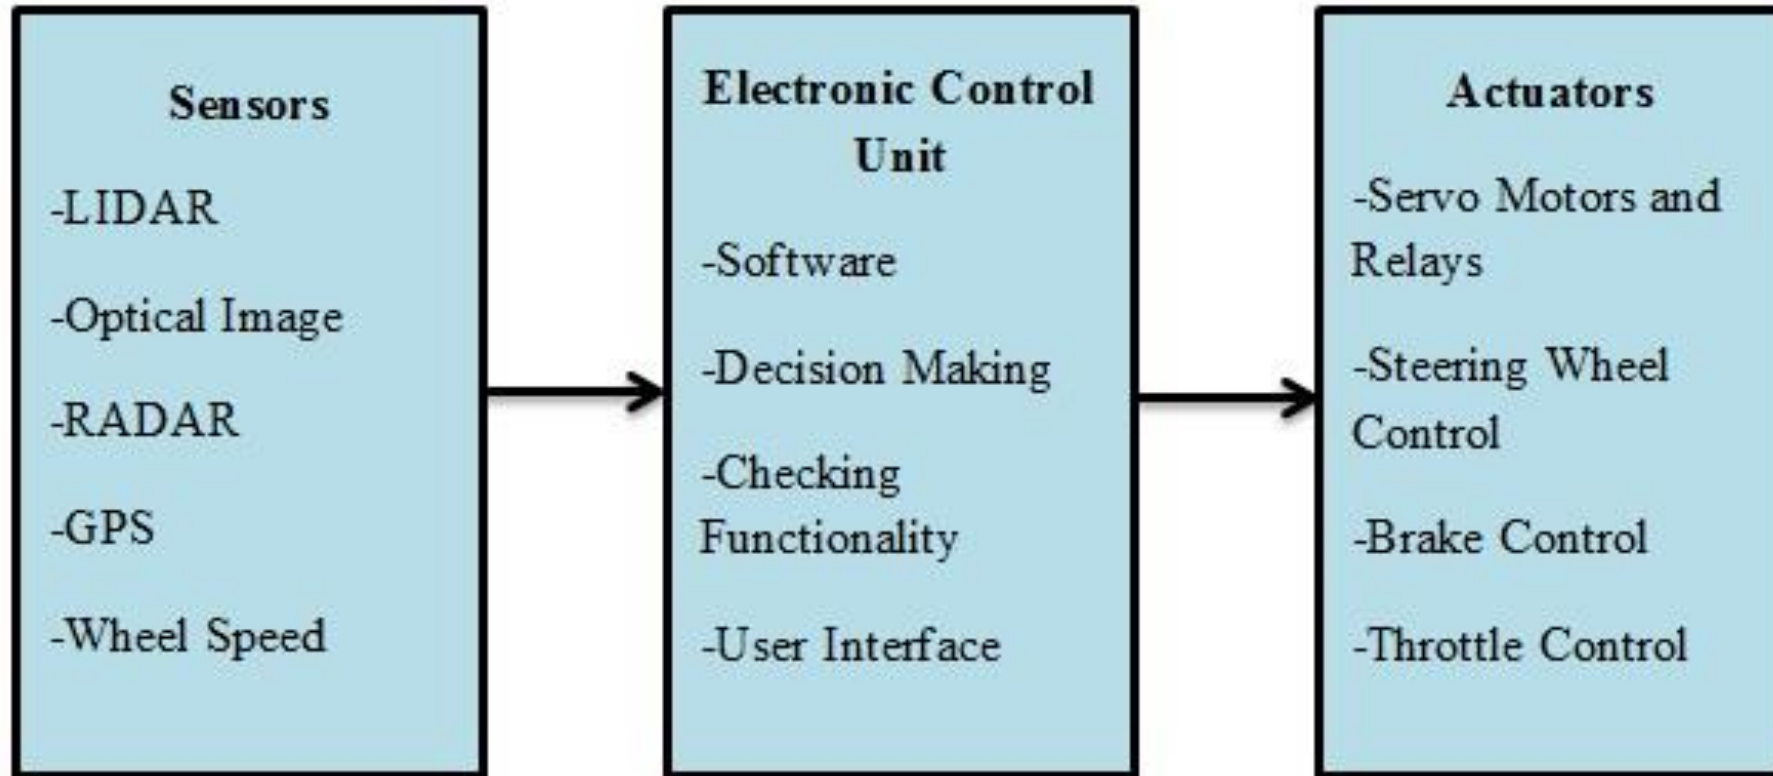 Sensors
-LIDAR
-Optical Image
-RADAR
-GPS
-Wheel Speed
Electronic Control
Unit
-Software
-Decision Making
-Checking
Functionality
-User Interface
Actuators
-Servo Motors and
Relays
-Steering Wheel
Control
-Brake Control
-Throttle Control